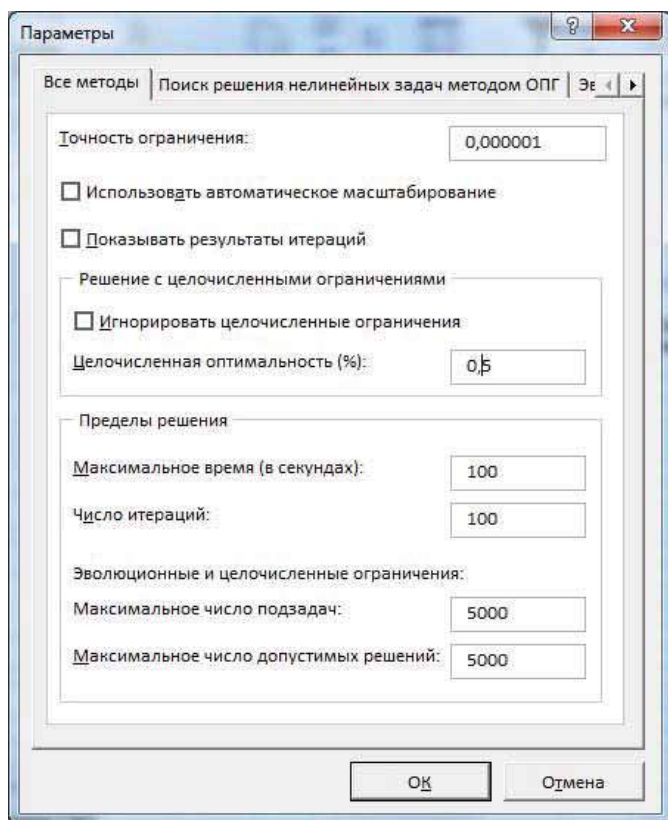 Параметры
Все методы Поиск решения нелинейных задач методом ОПГ Эв
Точность ограничения: 0,000001
Использовать автоматическое масштабирование
Показывать результаты итераций
Решение с целочисленными ограничениями
Игнорировать целочисленные ограничения
Целочисленная оптимальность (%): 0,5
Пределы решения
Максимальное время (в секундах): 100
Число итераций: 100
Эволюционные и целочисленные ограничения:
Максимальное число подзадач: 5000
Максимальное число допустимых решений: 5000
ОК Отмена